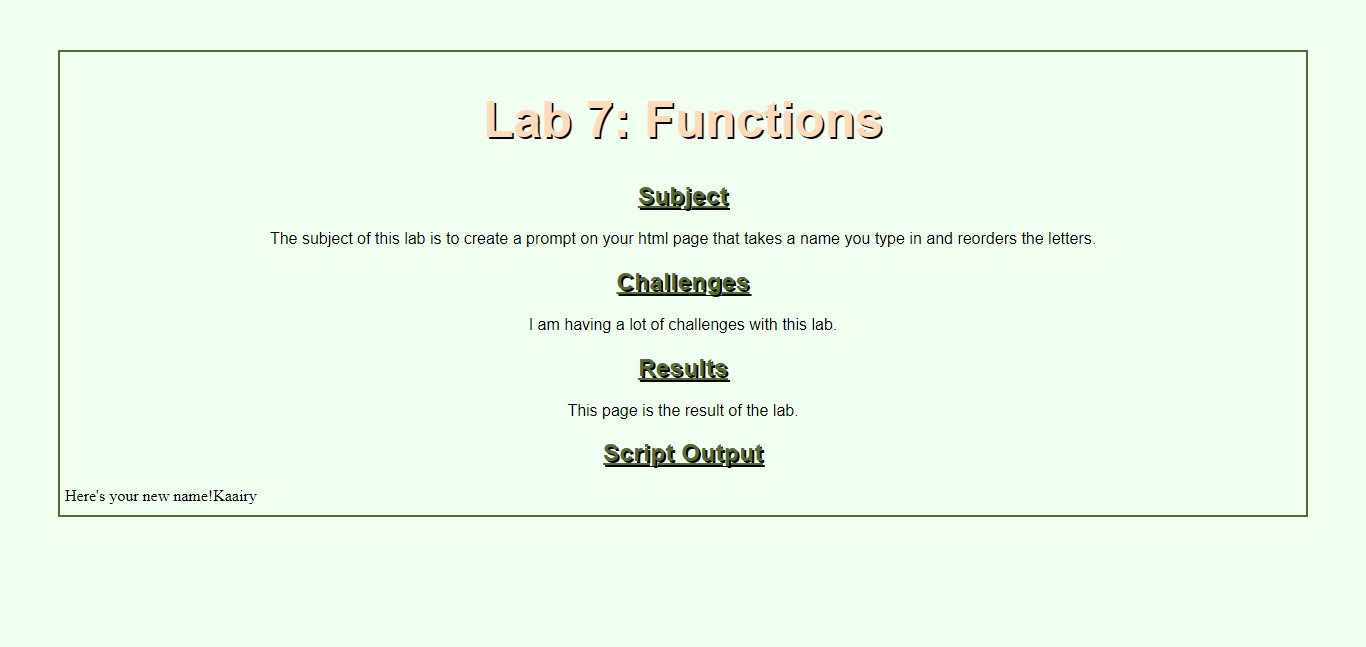 Lab 7: Functions
Subject
The subject of this lab is to create a prompt on your html page that takes a name you type in and reorders the letters.
Challenges
I am having a lot of challenges with this lab.
Results
This page is the result of the lab.
Script Output
Here's your new name!Kaairy